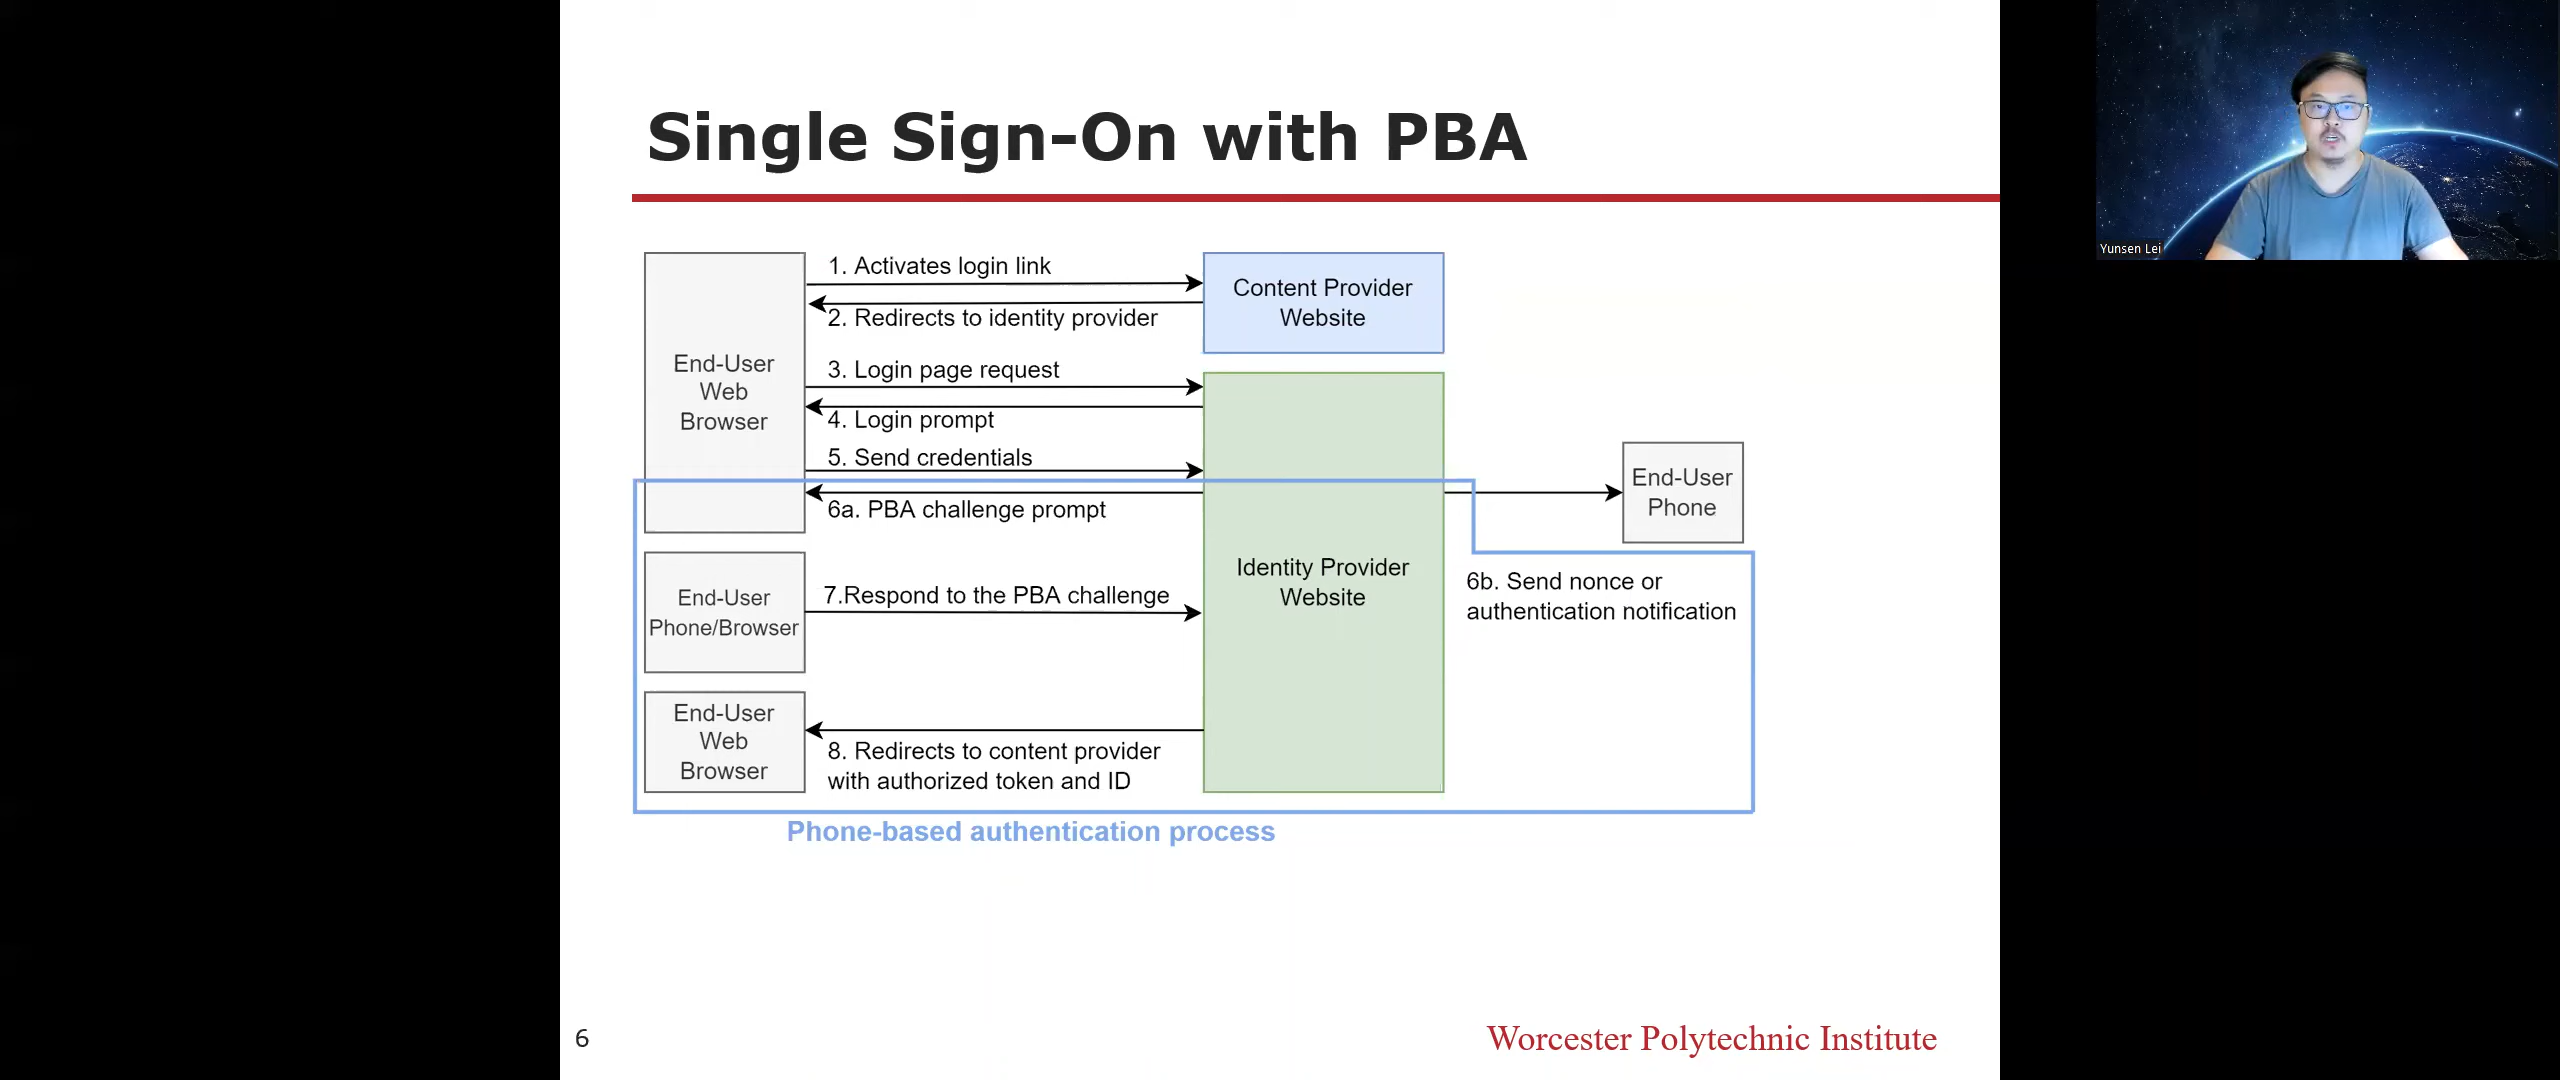 Single Sign-On with PBA
Yunsen Lei
1. Activates login link
2. Redirects to identity provider
Content Provider
Website
3. Login page request
4. Login prompt
5. Send credentials
End-User
Web
Browser
6a. PBA challenge prompt
End-User
Phone
Identity Provider
Website
6b. Send nonce or
authentication notification
End-User
Phone/Browser
7.Respond to the PBA challenge
End-User
Web
Browser
8. Redirects to content provider
with authorized token and ID
Phone-based authentication process
6
Worcester Polytechnic Institute